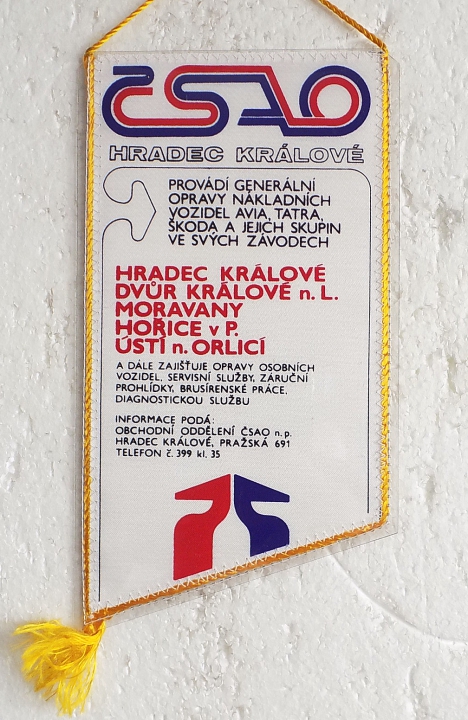 ČSAO
HRADEC KRÁLOVÉ
PROVÁDÍ GENERÁLNÍ
OPRAVY NÁKLADNÍCH
VOZIDEL AVIA, TATRA,
ŠKODA A JEJICH SKUPIN
VE SVÝCH ZÁVODECH
HRADEC KRÁLOVÉ
DVŮR KRÁLOVÉ n. L.
MORAVANY
HOŘICE v P.
ÚSTÍ n. ORLICÍ
A DÁLE ZAJIŠŤUJE OPRAVY OSOBNÍCH
VOZIDEL, SERVISNÍ SLUŽBY, ZÁRUČNÍ
PROHLÍDKY, BRUSÍRENSKÉ PRÁCE,
DIAGNOSTICKOU SLUŽBU
INFORMACE PODÁ:
OBCHODNÍ ODDĚLENÍ ČSAO n. p.
HRADEC KRÁLOVÉ, PRAŽSKÁ 691
TELEFON č. 399 kl. 35